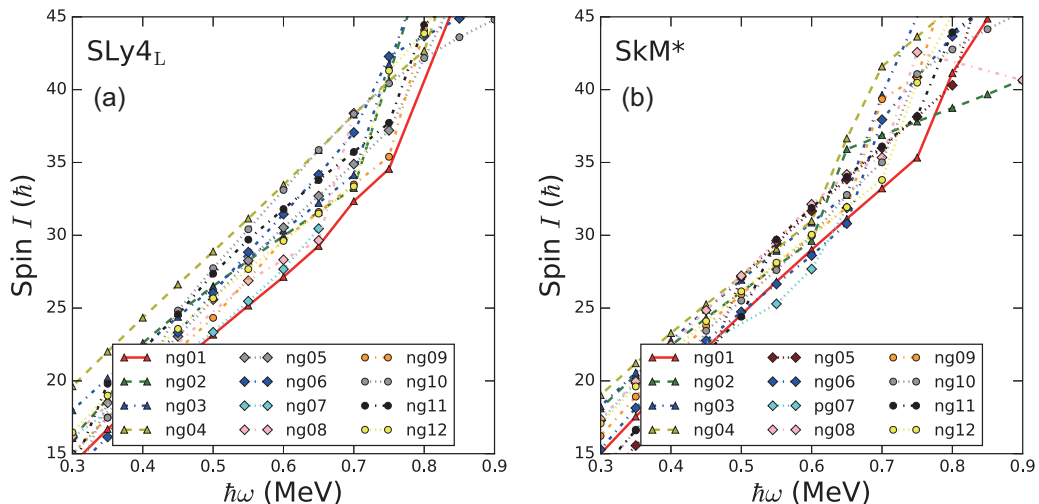 SLy4L
(a)
Spin I (ħ)
45
40
35
30
25
20
15
0.3 0.4 0.5 0.6 0.7 0.8 0.9
ħω (MeV)
ng01 ng05 ng09
ng02 ng06 ng10
ng03 ng07 ng11
ng04 ng08 ng12
SkM*
(b)
Spin I (ħ)
45
40
35
30
25
20
15
0.3 0.4 0.5 0.6 0.7 0.8 0.9
ħω (MeV)
ng01 ng05 ng09
ng02 ng06 ng10
ng03 pg07 ng11
ng04 ng08 ng12